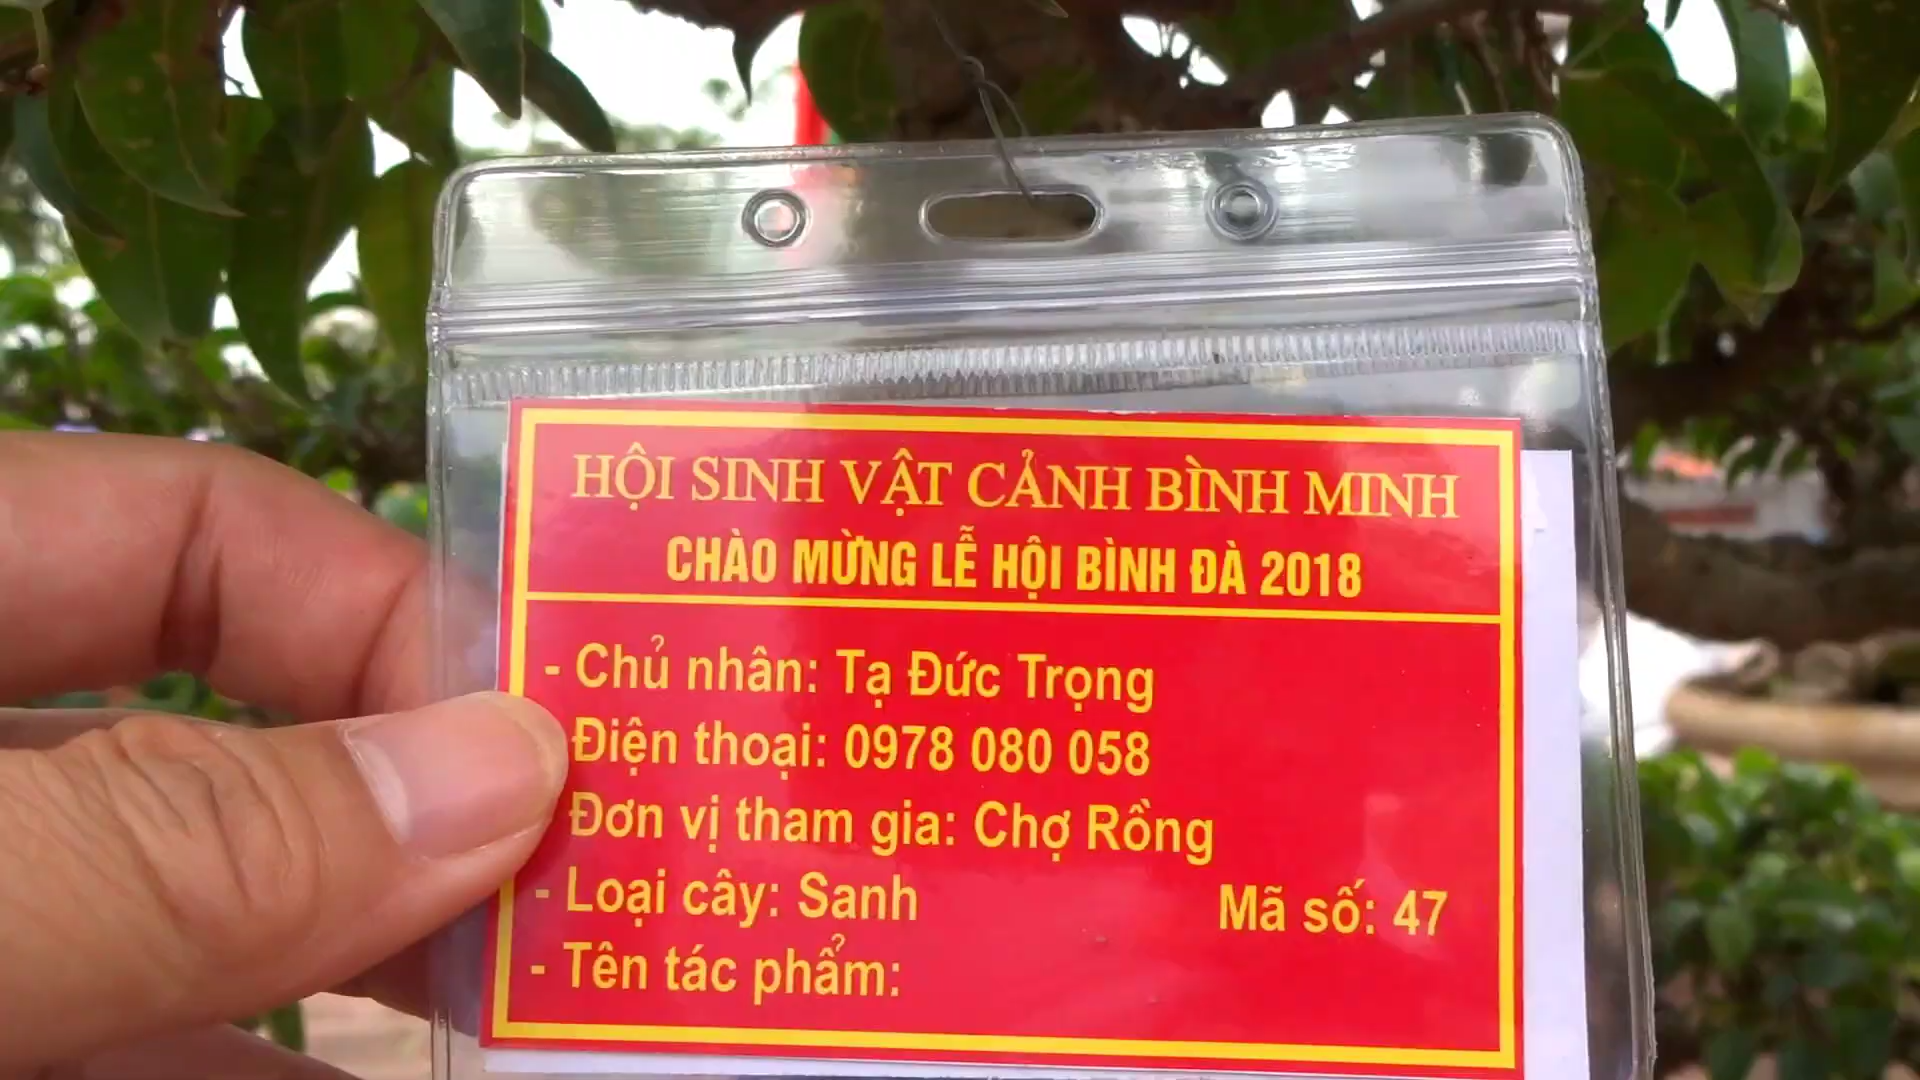 HỘI SINH VẬT CẢNH BÌNH MINH
CHÀO MỪNG LỄ HỘI BÌNH ĐÀ 2018
- Chủ nhân: Tạ Đức Trọng
Điện thoại: 0978 080 058
Đơn vị tham gia: Chợ Rồng
- Loại cây: Sanh Mã số: 47
- Tên tác phẩm: